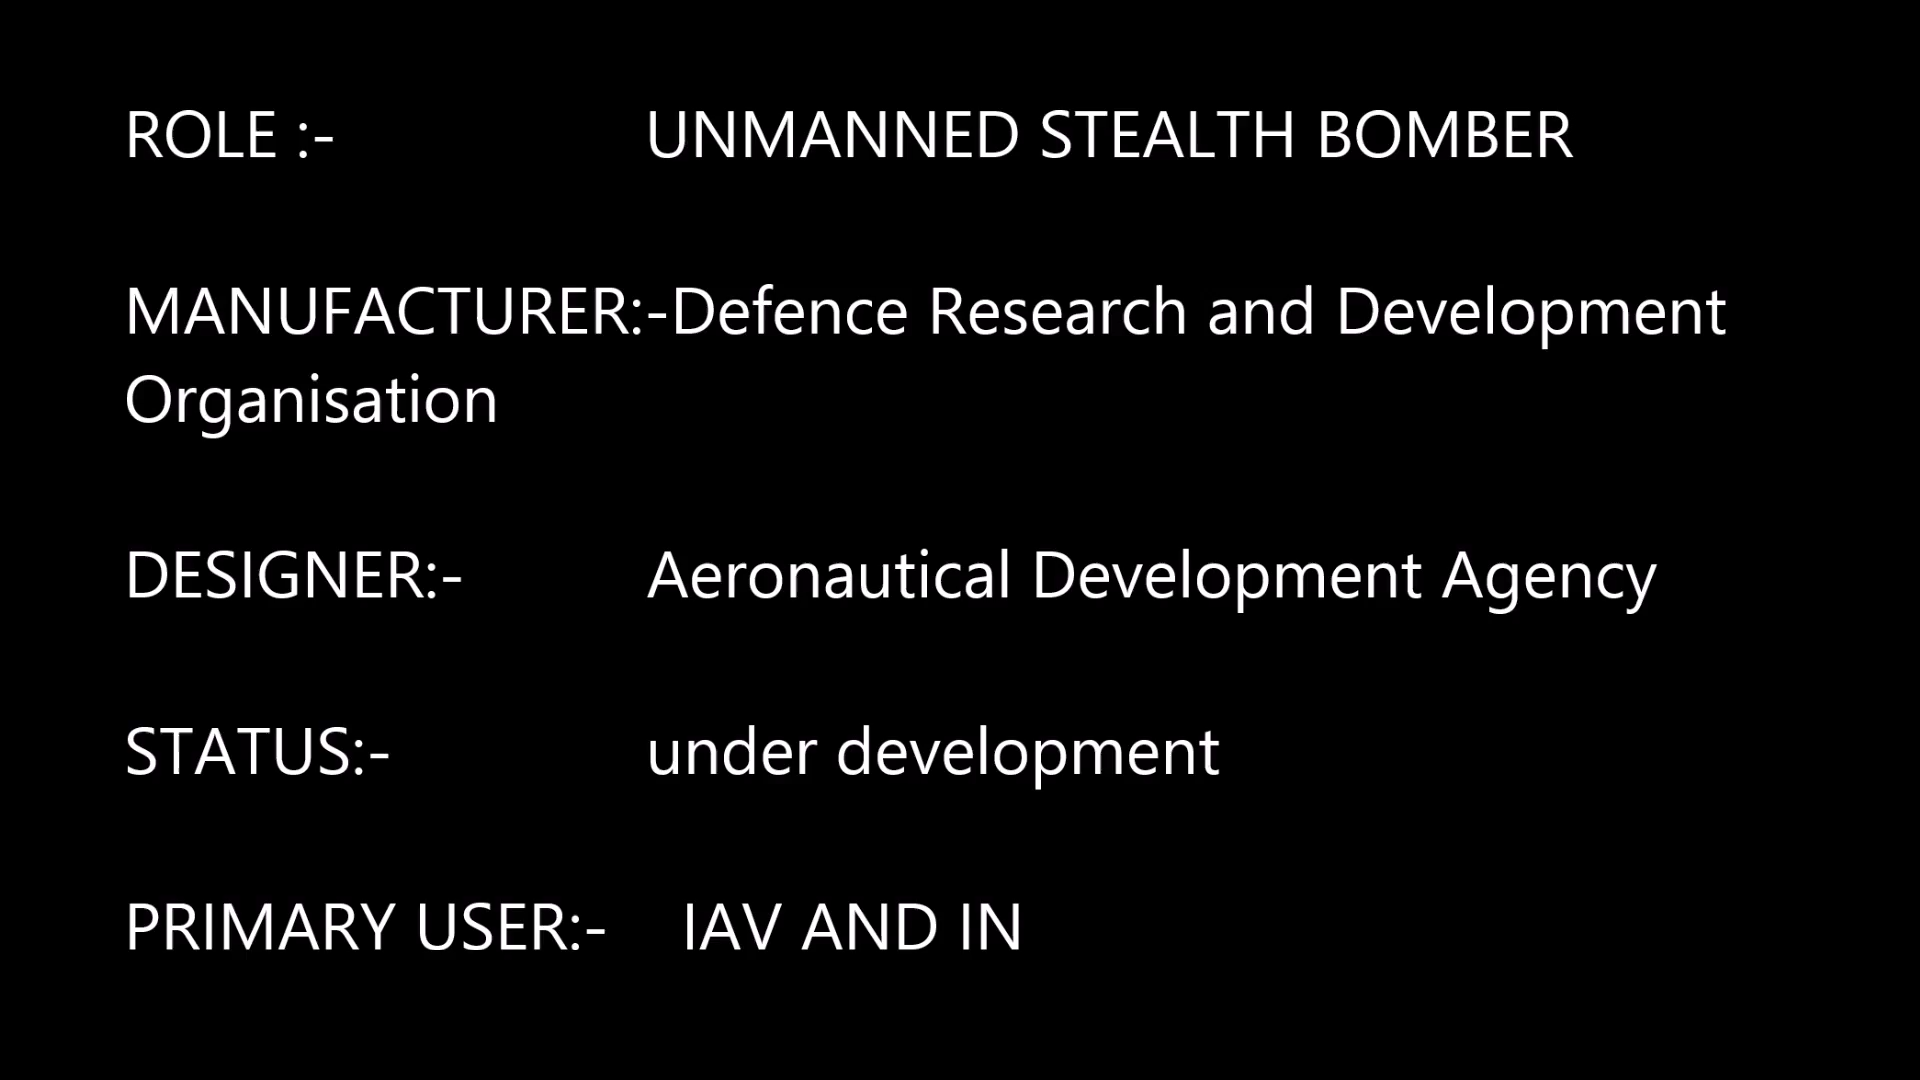 ROLE :- UNMANNED STEALTH BOMBER
MANUFACTURER:-Defence Research and Development
Organisation
DESIGNER:- Aeronautical Development Agency
STATUS:- under development
PRIMARY USER:- IAV AND IN